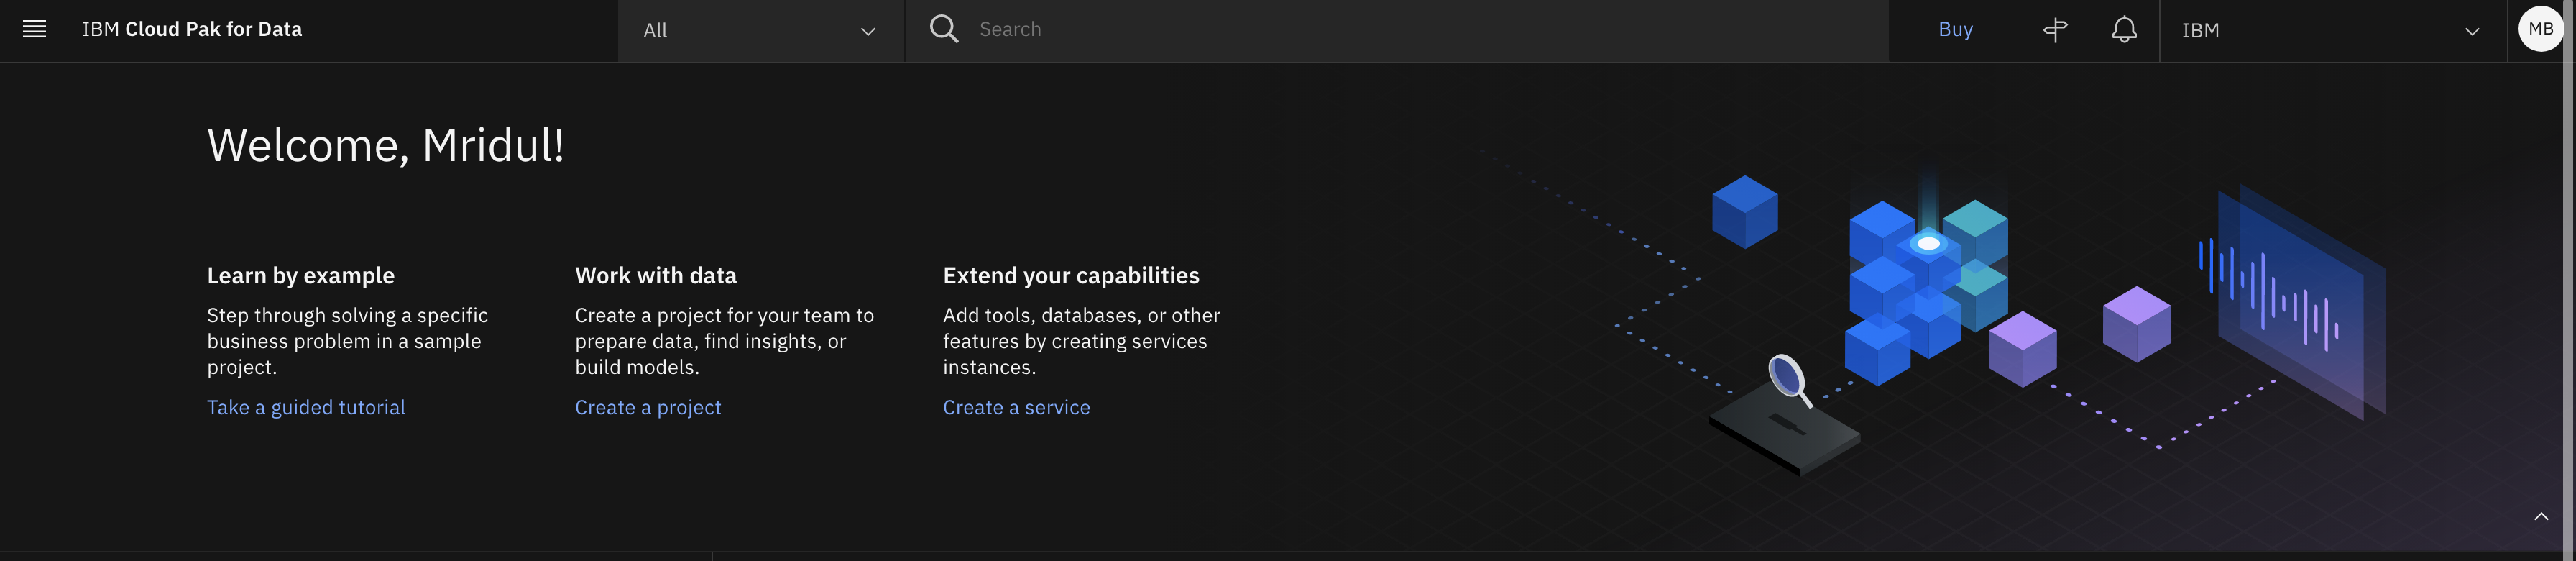 IBM Cloud Pak for Data
All
Search
Buy
IBM
MB
Welcome, Mridul!
Learn by example
Step through solving a specific
business problem in a sample
project.
Take a guided tutorial
Work with data
Create a project for your team to
prepare data, find insights, or
build models.
Create a project
Extend your capabilities
Add tools, databases, or other
features by creating services
instances.
Create a service